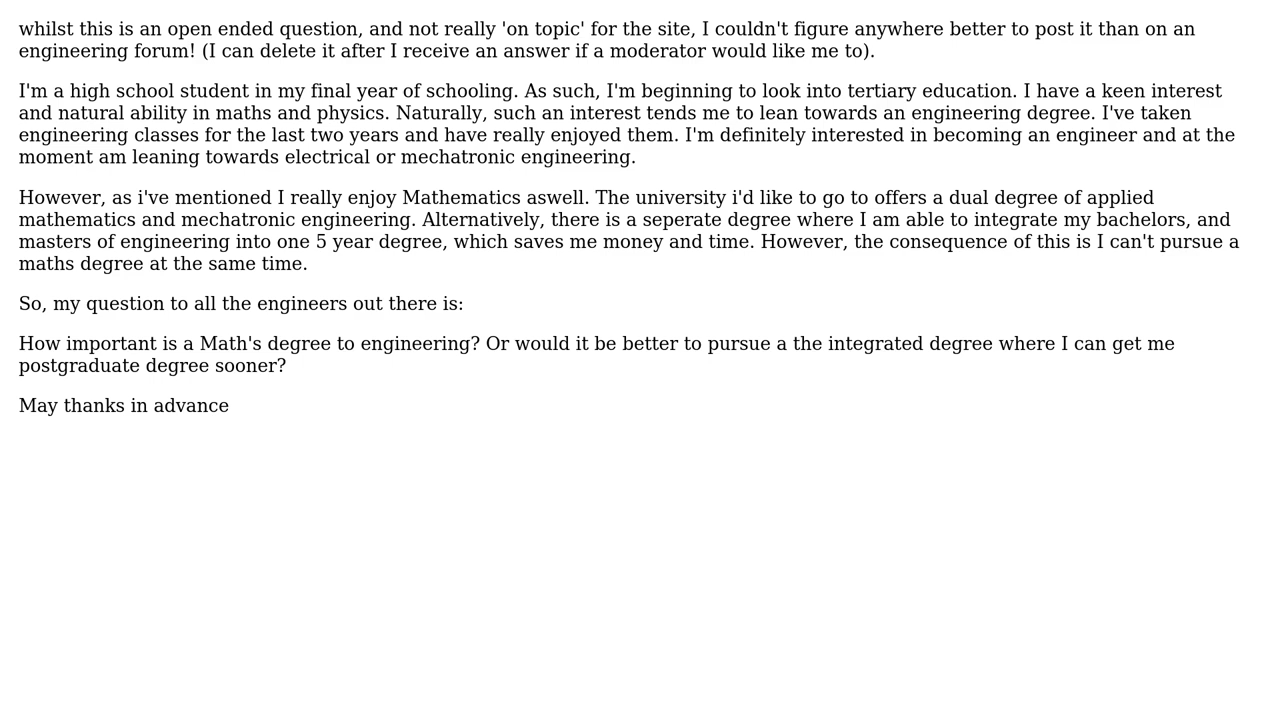 whilst this is an open ended question, and not really 'on topic' for the site, I couldn't figure anywhere better to post it than on an
engineering forum! (I can delete it after I receive an answer if a moderator would like me to).
I'm a high school student in my final year of schooling. As such, I'm beginning to look into tertiary education. I have a keen interest
and natural ability in maths and physics. Naturally, such an interest tends me to lean towards an engineering degree. I've taken
engineering classes for the last two years and have really enjoyed them. I'm definitely interested in becoming an engineer and at the
moment am leaning towards electrical or mechatronic engineering.
However, as i've mentioned I really enjoy Mathematics aswell. The university i'd like to go to offers a dual degree of applied
mathematics and mechatronic engineering. Alternatively, there is a seperate degree where I am able to integrate my bachelors, and
masters of engineering into one 5 year degree, which saves me money and time. However, the consequence of this is I can't pursue a
maths degree at the same time.
So, my question to all the engineers out there is:
How important is a Math's degree to engineering? Or would it be better to pursue a the integrated degree where I can get me
postgraduate degree sooner?
May thanks in advance